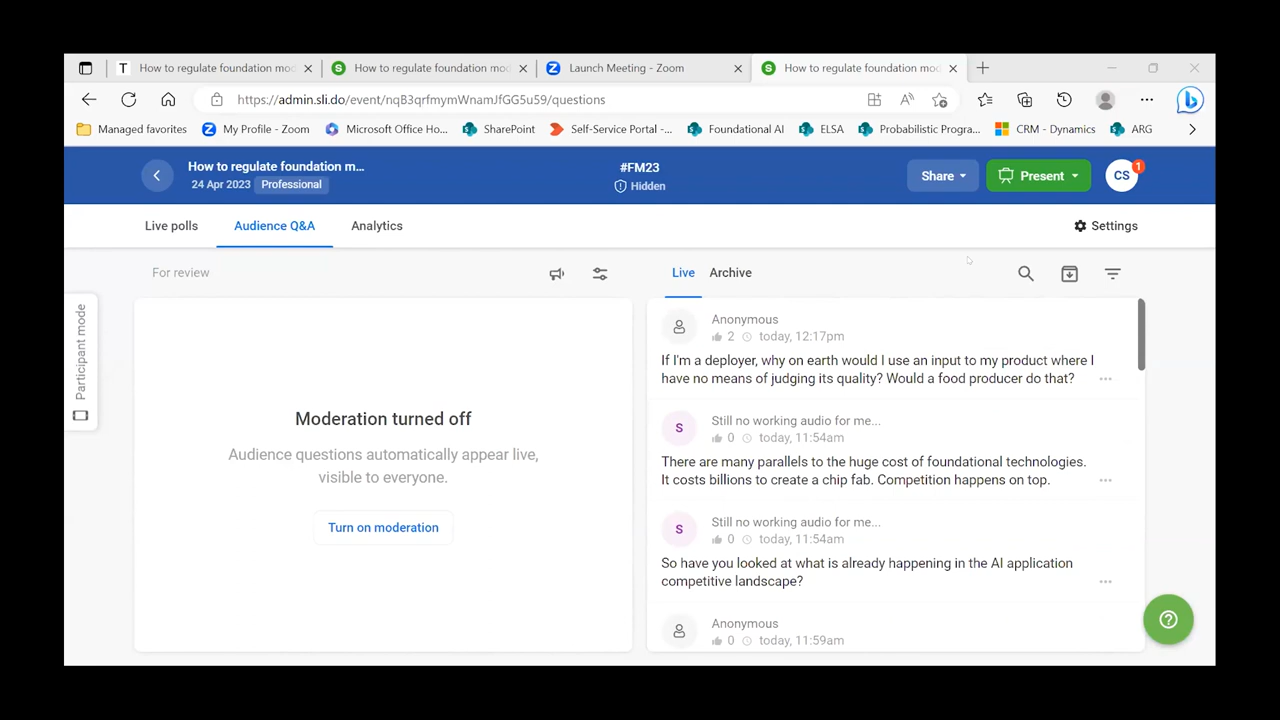 T How to regulate foundation mo
S How to regulate foundation mo
Z Launch Meeting - Zoom
S How to regulate foundation mo
https://admin.sli.do/event/nqB3qrfmymWnamJfGG5u59/questions
Managed favorites
My Profile - Zoom
Microsoft Office Ho...
SharePoint
Self-Service Portal -...
Foundational AI
ELSA
Probabilistic Progra...
CRM - Dynamics
ARG
How to regulate foundation m...
24 Apr 2023 Professional
#FM23
Hidden
Share
Present
CS 1
Live polls
Audience Q&A
Analytics
Settings
Participant mode
For review
Moderation turned off
Audience questions automatically appear live,
visible to everyone.
Turn on moderation
Live
Archive
Anonymous
2 today, 12:17pm
If I'm a deployer, why on earth would I use an input to my product where I
have no means of judging its quality? Would a food producer do that?
S Still no working audio for me...
0 today, 11:54am
There are many parallels to the huge cost of foundational technologies.
It costs billions to create a chip fab. Competition happens on top.
S Still no working audio for me...
0 today, 11:54am
So have you looked at what is already happening in the AI application
competitive landscape?
Anonymous
0 today, 11:59am